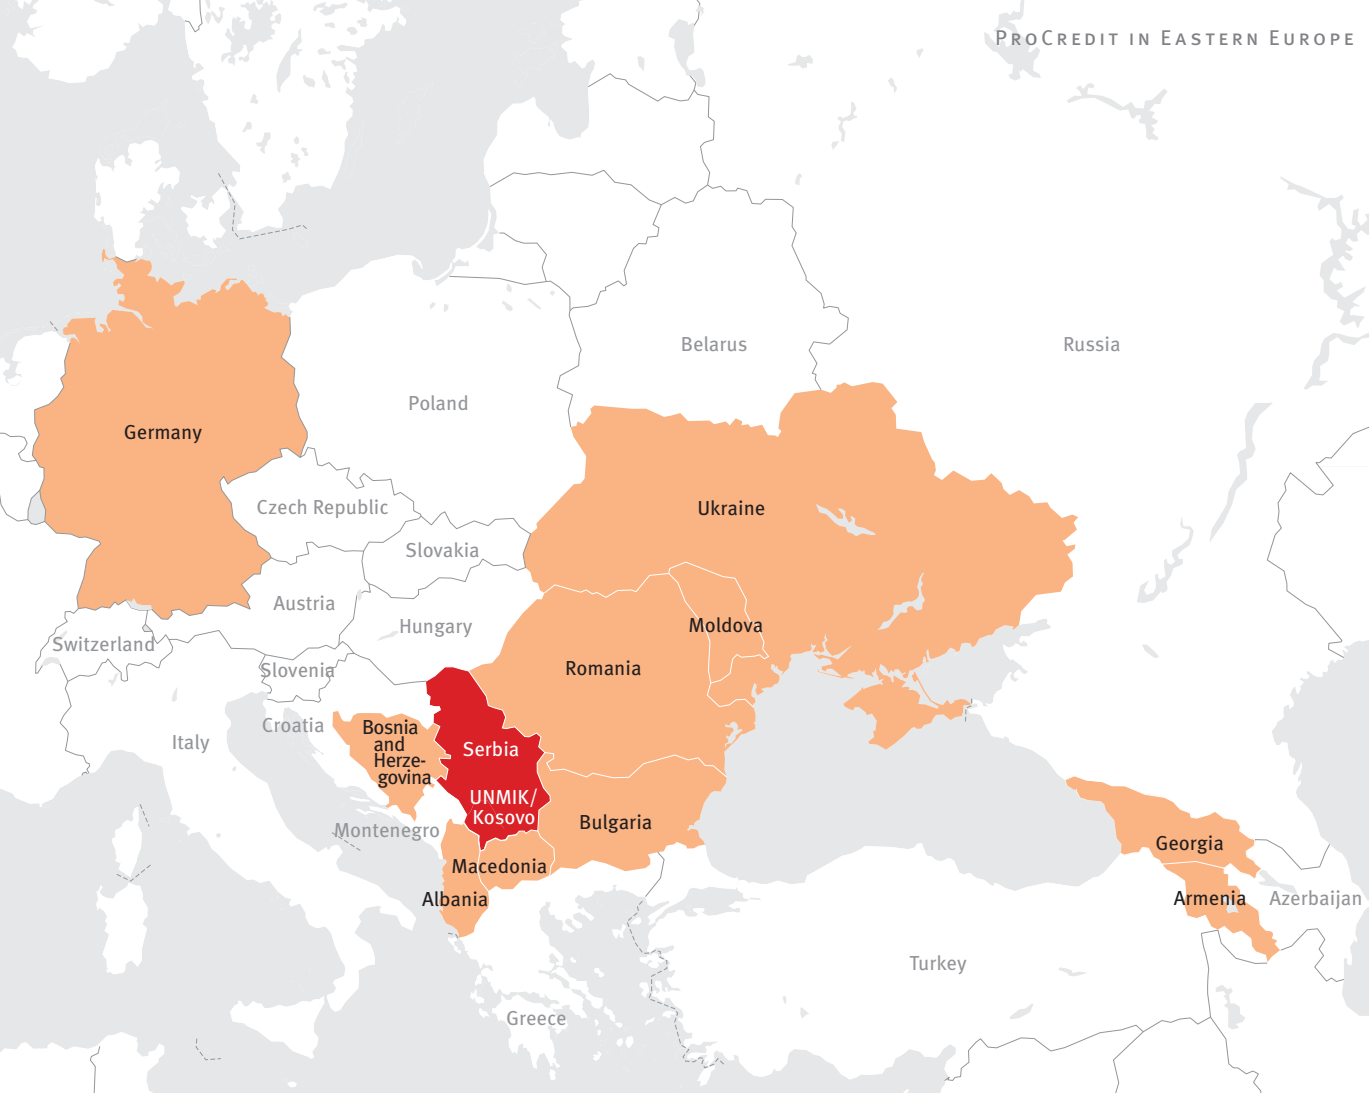 PROCREDIT IN EASTERN EUROPE
Belarus
Russia
Poland
Germany
Czech Republic
Ukraine
Slovakia
Austria
Hungary
Moldova
Switzerland
Slovenia
Romania
Croatia
Bosnia
and
Herze-
govina
Italy
Serbia
UNMIK/
Kosovo
Bulgaria
Montenegro
Georgia
Macedonia
Albania
Armenia
Azerbaijan
Turkey
Greece